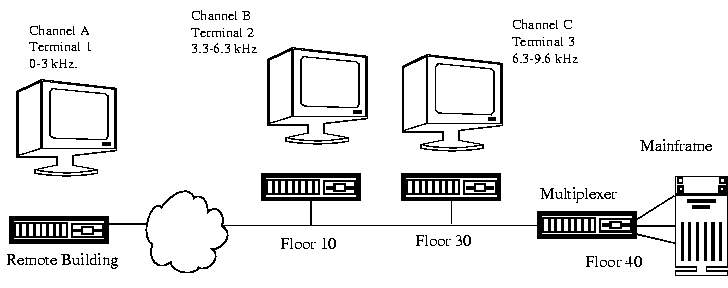 Channel A
Terminal 1
0-3 kHz.
Channel B
Terminal 2
3.3-6.3 kHz
Channel C
Terminal 3
6.3-9.6 kHz
Mainframe
Multiplexer
Remote Building
Floor 10
Floor 30
Floor 40